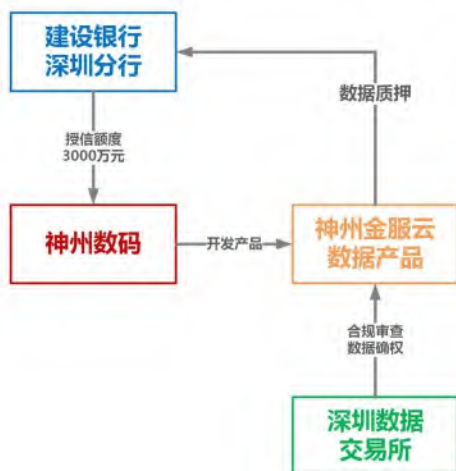 建设银行
深圳分行
数据质押
授信额度
3000万元
神州数码
开发产品
神州金服云
数据产品
合规审查
数据确权
深圳数据
交易所